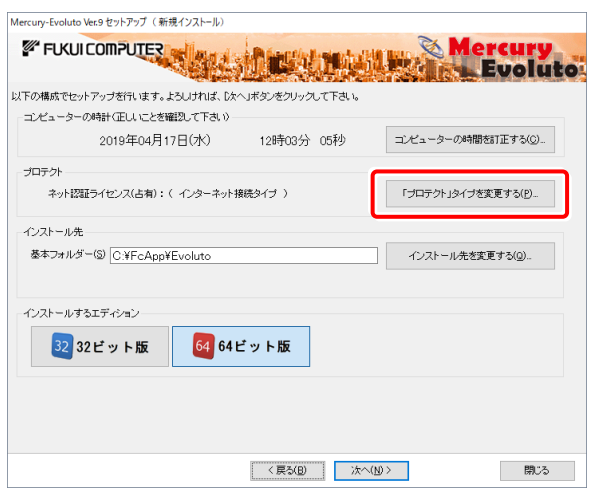 Mercury-Evoluto Ver.9 セットアップ （ 新規インストール）
FUKUI COMPUTER
Mercury
Evoluto
以下の構成でセットアップを行います。よろしければ、[次へ]ボタンをクリックして下さい。
コンピューターの時計（正しいことを確認して下さい）
2019年04月17日(水) 12時03分 05秒 コンピューターの時間を訂正する(C)...
プロテクト
ネット認証ライセンス(占有)：（ インターネット接続タイプ ） 「プロテクト」タイプを変更する(P)...
インストール先
基本フォルダー(S) C:¥FcApp¥Evoluto インストール先を変更する(O)...
インストールするエディション
32 32ビット版 64 64ビット版
< 戻る(B) 次へ(N) > 閉じる